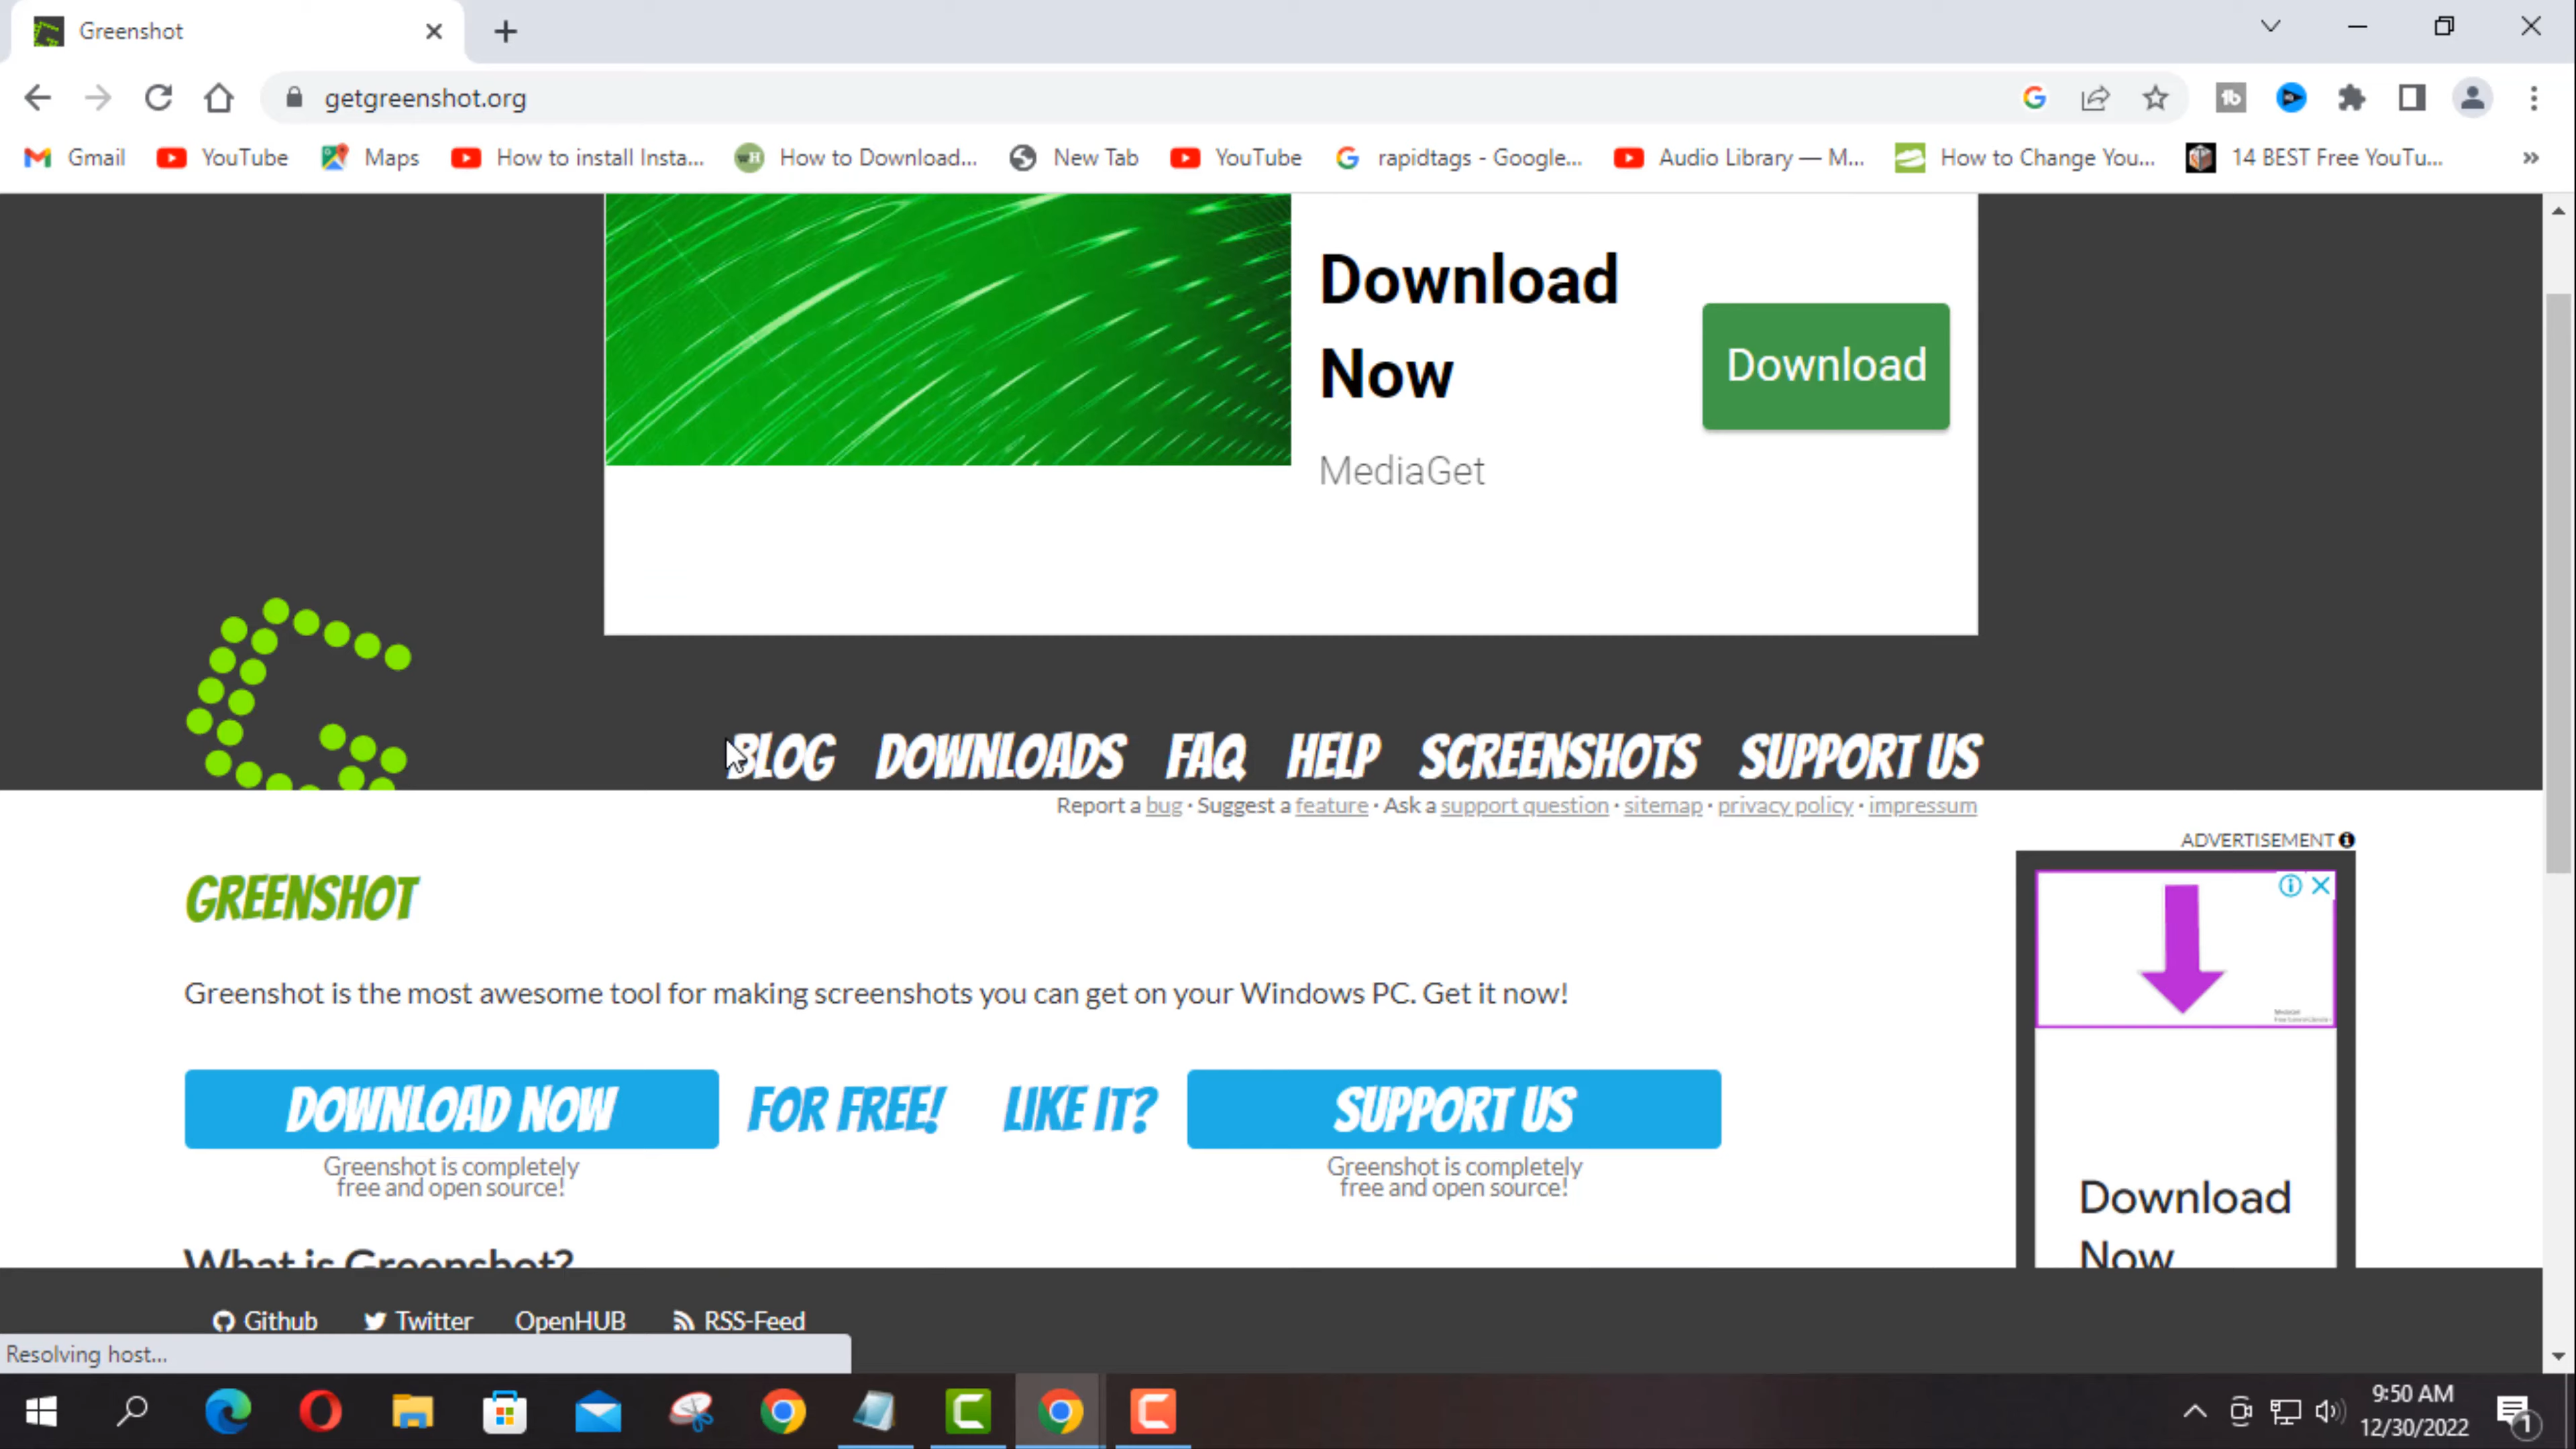 Greenshot
getgreenshot.org
Gmail YouTube Maps How to install Insta... How to Download... New Tab YouTube rapidtags - Google... Audio Library — M... How to Change You... 14 BEST Free YouTu... »
Download
Now
Download
MediaGet
BLOG DOWNLOADS FAQ HELP SCREENSHOTS SUPPORT US
Report a bug · Suggest a feature · Ask a support question · sitemap · privacy policy · impressum
ADVERTISEMENT
GREENSHOT
Greenshot is the most awesome tool for making screenshots you can get on your Windows PC. Get it now!
DOWNLOAD NOW FOR FREE! LIKE IT? SUPPORT US
Greenshot is completely
free and open source!
Greenshot is completely
free and open source!
Download
Now
What is Greenshot?
Github Twitter OpenHUB RSS-Feed
Resolving host...
9:50 AM
12/30/2022
1